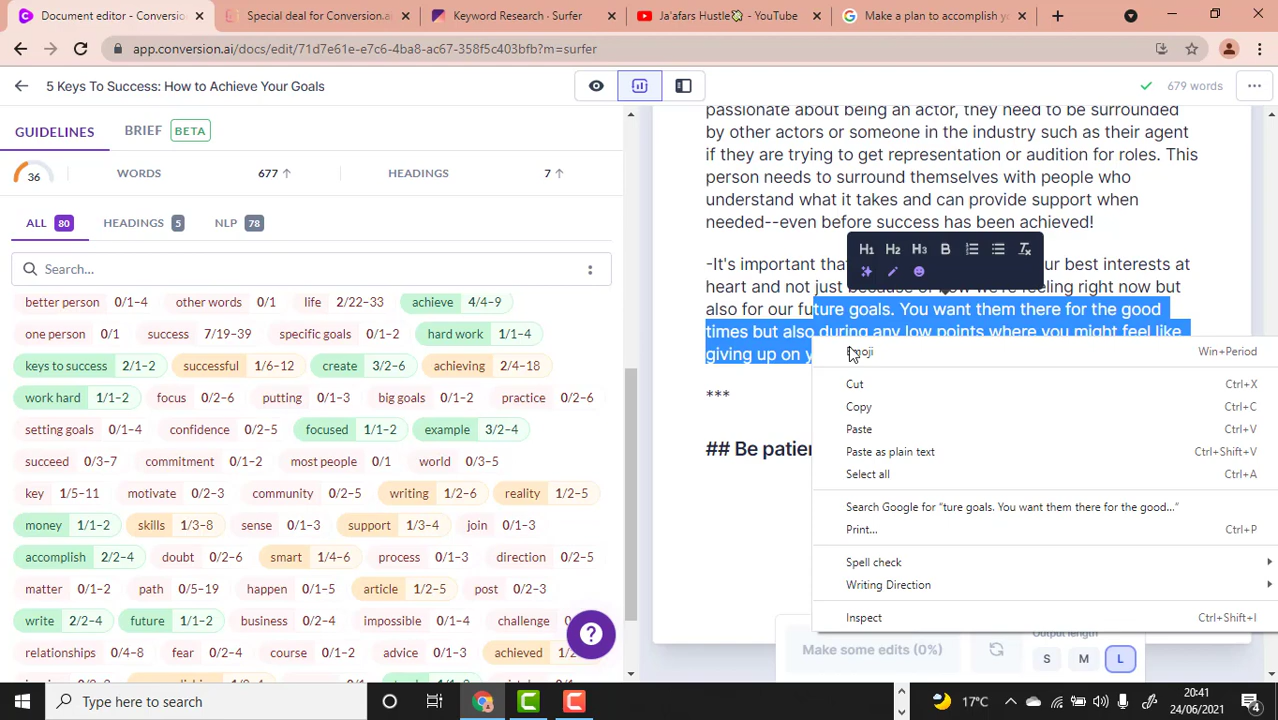 Document editor - Conversion
Special deal for Conversion.a
Keyword Research - Surfer
Ja'afars Hustle - YouTube
Make a plan to accomplish y
app.conversion.ai/docs/edit/71d7e61e-e7c6-4ba8-ac67-358f5c403bfb?m=surfer
5 Keys To Success: How to Achieve Your Goals
679 words
GUIDELINES
BRIEF BETA
36
WORDS
677 ↑
HEADINGS
7 ↑
ALL 80
HEADINGS 5
NLP 78
Search...
better person 0/1–4
other words 0/1
life 2/22–33
achieve 4/4–9
one person 0/1
success 7/19–39
specific goals 0/1–
hard work 1/1–4
keys to success 2/1–2
successful 1/6–12
create 3/2–6
achieving 2/4–18
work hard 1/1–2
focus 0/2–6
putting 0/1–3
big goals 0/1–2
practice 0/2–6
setting goals 0/1–4
confidence 0/2–5
focused 1/1–2
example 3/2–4
succeed 0/3–7
commitment 0/1–2
most people 0/1
world 0/3–5
key 1/5–11
motivate 0/2–3
community 0/2–5
writing 1/2–6
reality 1/2–5
money 1/1–2
skills 1/3–8
sense 0/1–3
support 1/3–4
join 0/1–3
accomplish 2/2–4
doubt 0/2–6
smart 1/4–6
process 0/1–3
direction 0/2–5
matter 0/1–2
path 0/5–19
happen 0/1–5
article 1/2–5
post 0/2–3
write 2/2–4
future 1/1–2
business 0/2–4
impossible 0/1–4
challenge
relationships 0/4–8
fear 0/2–4
course 0/1–2
advice 0/1–3
achieved 1/2
passionate about being an actor, they need to be surrounded
by other actors or someone in the industry such as their agent
if they are trying to get representation or audition for roles. This
person needs to surround themselves with people who
understand what it takes and can provide support when
needed--even before success has been achieved!
H1 H2 H3 B
-It's important tha ur best interests at
heart and not just because of how we're feeling right now but
also for our future goals. You want them there for the good
times but also during any low points where you might feel like
giving up on y
***
## Be patien
Emoji Win+Period
Cut Ctrl+X
Copy Ctrl+C
Paste Ctrl+V
Paste as plain text Ctrl+Shift+V
Select all Ctrl+A
Search Google for “ture goals. You want them there for the good...”
Print... Ctrl+P
Spell check
Writing Direction
Inspect Ctrl+Shift+I
Output length
Make some edits (0%)
S M L
?
Type here to search
17°C
20:41
24/06/2021
4